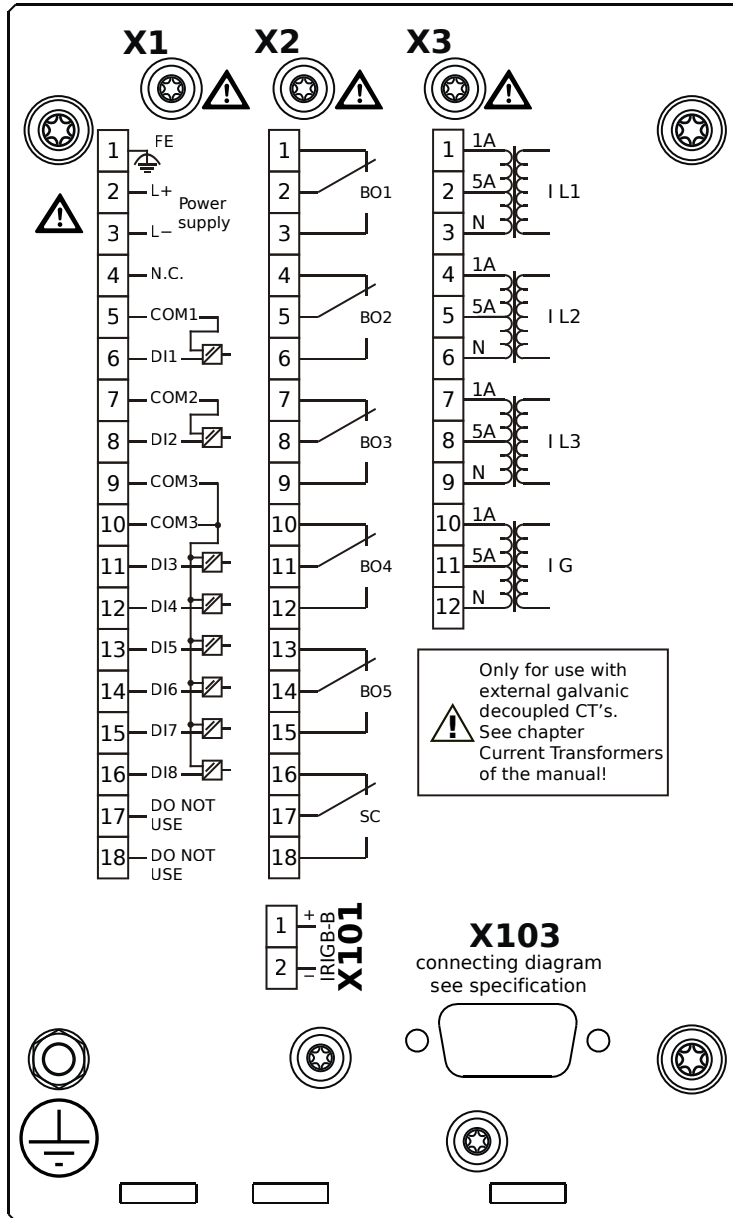 X1
X2
X3
1 FE
2 L+
Power
supply
3 L−
4 N.C.
5 COM1
6 DI1
7 COM2
8 DI2
9 COM3
10 COM3
11 DI3
12 DI4
13 DI5
14 DI6
15 DI7
16 DI8
17 DO NOT
USE
18 DO NOT
USE
1
2 BO1
3
4
5 BO2
6
7
8 BO3
9
10
11 BO4
12
13
14 BO5
15
16
17 SC
18
1 1A
2 5A I L1
3 N
4 1A
5 5A I L2
6 N
7 1A
8 5A I L3
9 N
10 1A
11 5A I G
12 N
Only for use with
external galvanic
decoupled CT's.
See chapter
Current Transformers
of the manual!
1 +
2 −
IRIGB-B
X101
X103
connecting diagram
see specification